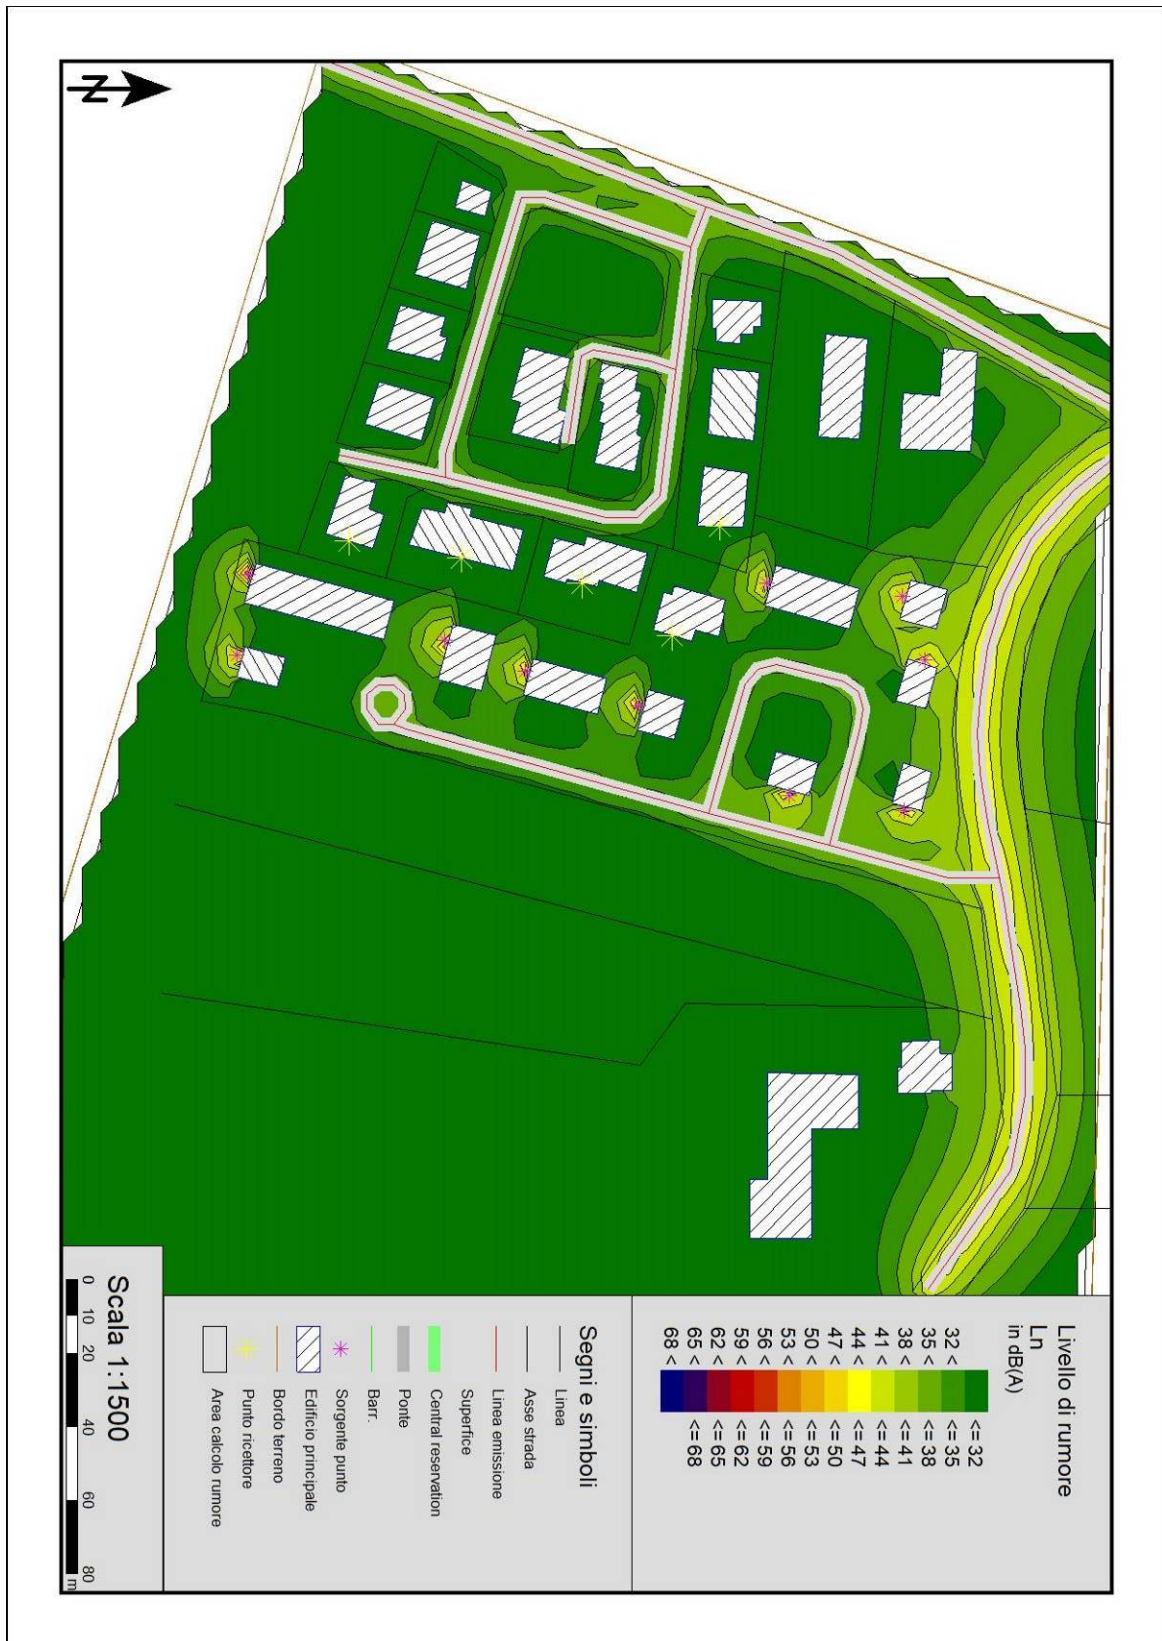 N
Livello di rumore
Ln
in dB(A)
<= 32
32 < <= 35
35 < <= 38
38 < <= 41
41 < <= 44
44 < <= 47
47 < <= 50
50 < <= 53
53 < <= 56
56 < <= 59
59 < <= 62
62 < <= 65
65 < <= 68
68 <
Segni e simboli
Linea
Asse strada
Linea emissione
Superfice
Central reservation
Ponte
Barr.
Sorgente punto
Edificio principale
Bordo terreno
Punto ricettore
Area calcolo rumore
Scala 1:1500
0 10 20 40 60 80
m